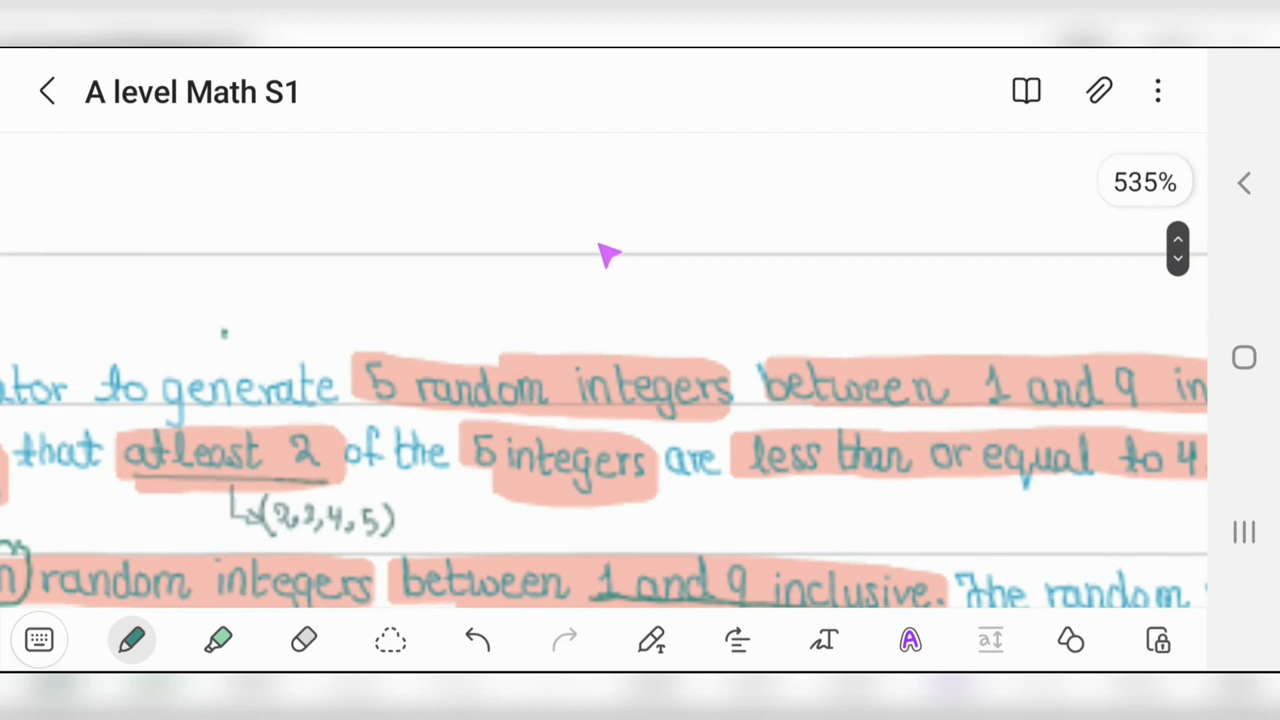 A level Math S1
535%
ator to generate 5 random integers between 1 and 9 in
that atleast 2 of the 5 integers are less than or equal to 4
(2,3,4,5)
n) random integers between 1 and 9 inclusive. The random